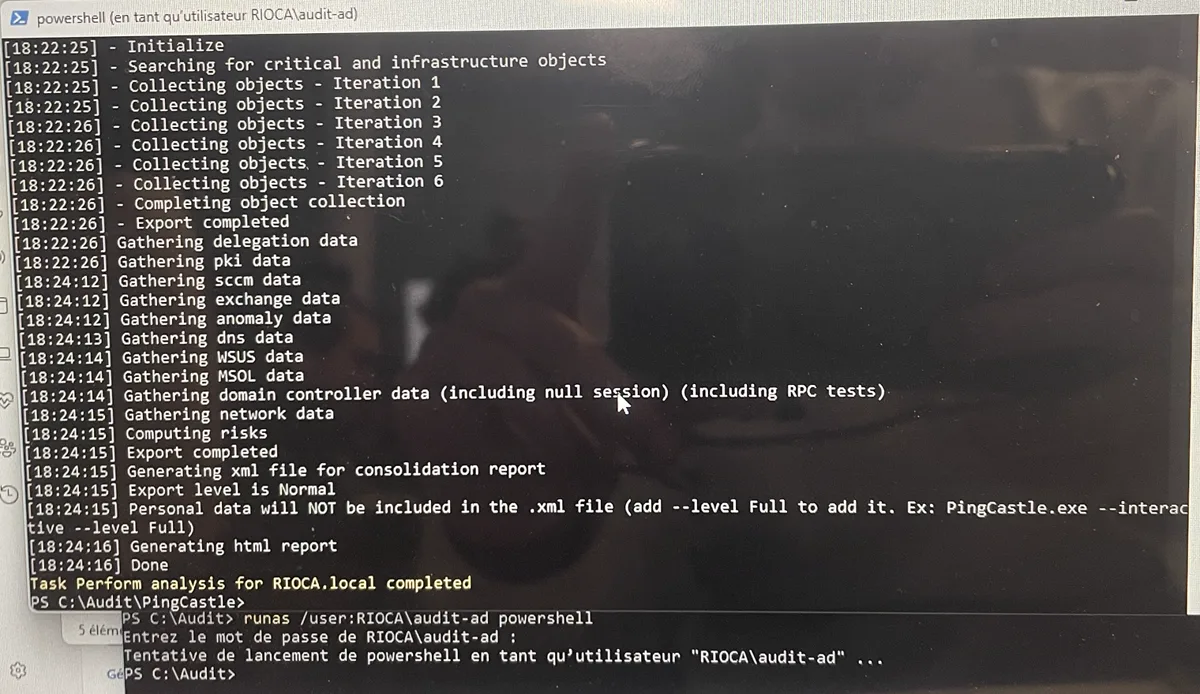 powershell (en tant qu'utilisateur RIOCA\audit-ad)
[18:22:25] - Initialize
[18:22:25] - Searching for critical and infrastructure objects
[18:22:25] - Collecting objects - Iteration 1
[18:22:25] - Collecting objects - Iteration 2
[18:22:26] - Collecting objects - Iteration 3
[18:22:26] - Collecting objects - Iteration 4
[18:22:26] - Collecting objects - Iteration 5
[18:22:26] - Collecting objects - Iteration 6
[18:22:26] - Completing object collection
[18:22:26] - Export completed
[18:22:26] Gathering delegation data
[18:22:26] Gathering pki data
[18:24:12] Gathering sccm data
[18:24:12] Gathering exchange data
[18:24:12] Gathering anomaly data
[18:24:13] Gathering dns data
[18:24:14] Gathering WSUS data
[18:24:14] Gathering MSOL data
[18:24:14] Gathering domain controller data (including null session) (including RPC tests)
[18:24:15] Gathering network data
[18:24:15] Computing risks
[18:24:15] Export completed
[18:24:15] Generating xml file for consolidation report
[18:24:15] Export level is Normal
[18:24:15] Personal data will NOT be included in the .xml file (add --level Full to add it. Ex: PingCastle.exe --interac
tive --level Full)
[18:24:16] Generating html report
[18:24:16] Done
Task Perform analysis for RIOCA.local completed
PS C:\Audit\PingCastle>
PS C:\Audit> runas /user:RIOCA\audit-ad powershell
5 élém
Entrez le mot de passe de RIOCA\audit-ad :
Tentative de lancement de powershell en tant qu'utilisateur "RIOCA\audit-ad" ...
Gé
PS C:\Audit>